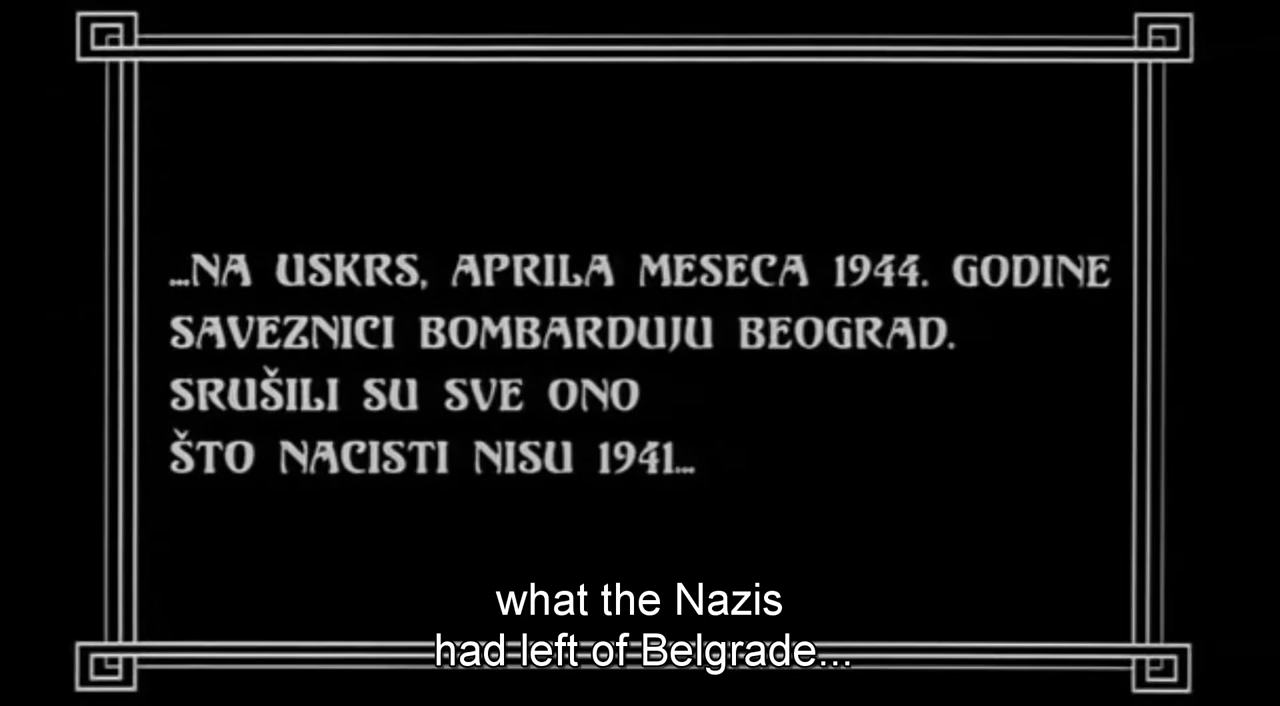 ...NA USKRS, APRILA MESECA 1944. GODINE
SAVEZNICI BOMBARDUJU BEOGRAD.
SRUŠILI SU SVE ONO
ŠTO NACISTI NISU 1941...
what the Nazis
had left of Belgrade...